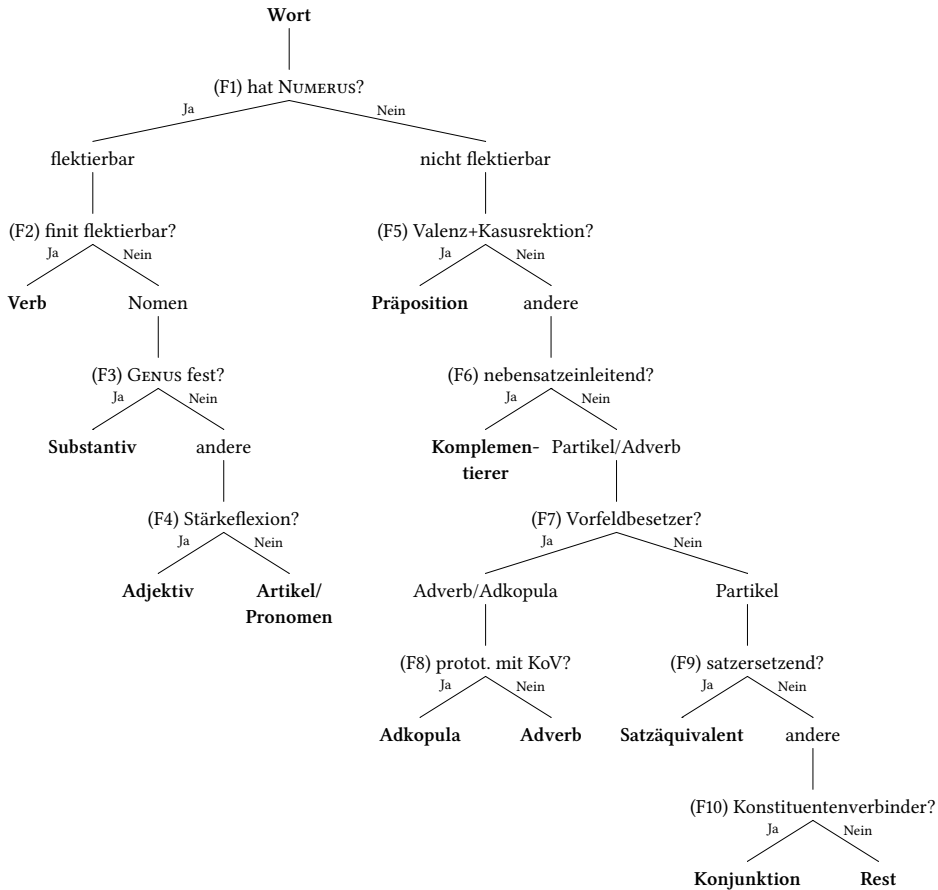 Wort
(F1) hat NUMERUS?
Ja
Nein
flektierbar
nicht flektierbar
(F2) finit flektierbar?
(F5) Valenz+Kasusrektion?
Ja
Nein
Ja
Nein
Verb
Nomen
Präposition
andere
(F3) GENUS fest?
(F6) nebensatzeinleitend?
Ja
Nein
Ja
Nein
Substantiv
andere
Komplemen-
tierer
Partikel/Adverb
(F4) Stärkeflexion?
(F7) Vorfeldbesetzer?
Ja
Nein
Ja
Nein
Adjektiv
Artikel/
Pronomen
Adverb/Adkopula
Partikel
(F8) protot. mit KoV?
(F9) satzersetzend?
Ja
Nein
Ja
Nein
Adkopula
Adverb
Satzäquivalent
andere
(F10) Konstituentenverbinder?
Ja
Nein
Konjunktion
Rest